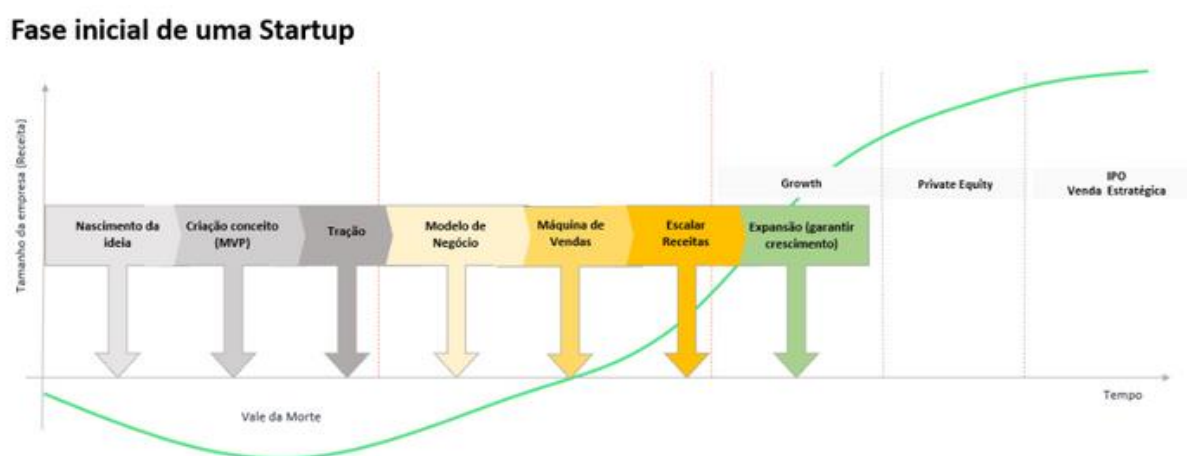 Fase inicial de uma Startup
Tamanho da empresa (Receita)
Growth
Private Equity
IPO
Venda Estratégica
Nascimento da
ideia
Criação conceito
(MVP)
Tração
Modelo de
Negócio
Máquina de
Vendas
Escalar
Receitas
Expansão (garantir
crescimento)
Tempo
Vale da Morte